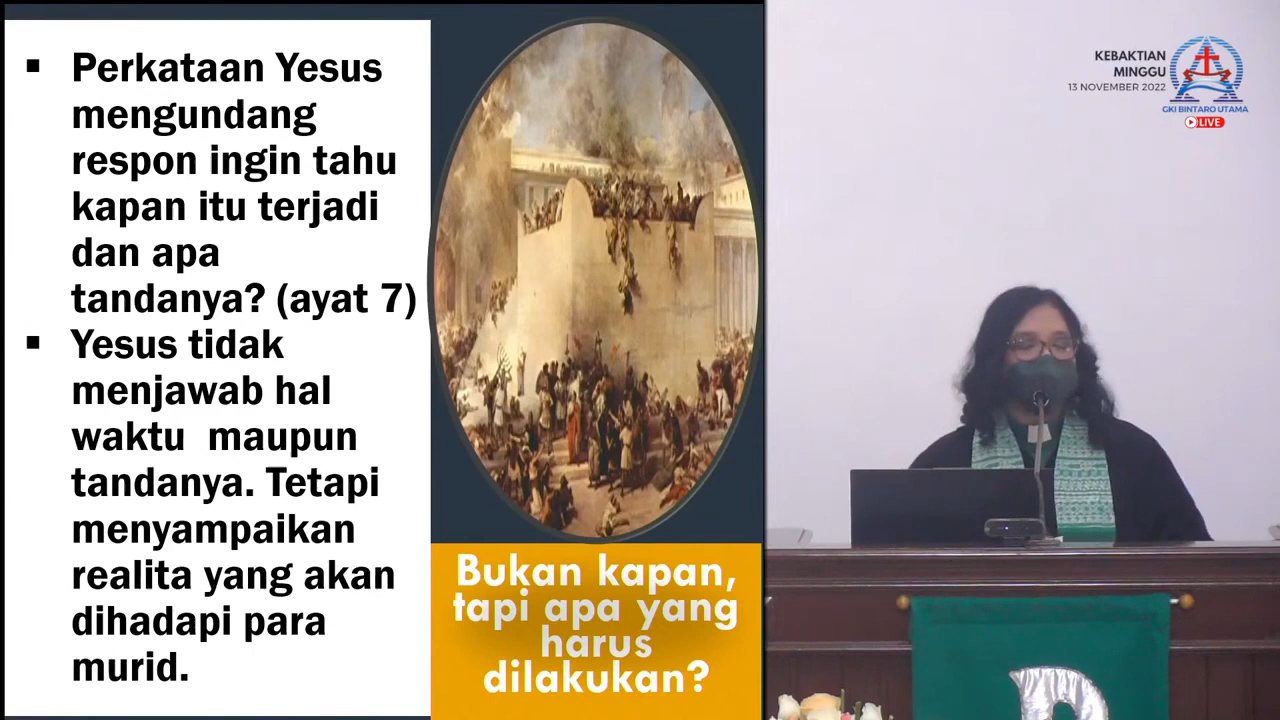 ▪ Perkataan Yesus
mengundang
respon ingin tahu
kapan itu terjadi
dan apa
tandanya? (ayat 7)
▪ Yesus tidak
menjawab hal
waktu maupun
tandanya. Tetapi
menyampaikan
realita yang akan
dihadapi para
murid.
Bukan kapan,
tapi apa yang
harus
dilakukan?
KEBAKTIAN
MINGGU
13 NOVEMBER 2022
GKI BINTARO UTAMA
LIVE